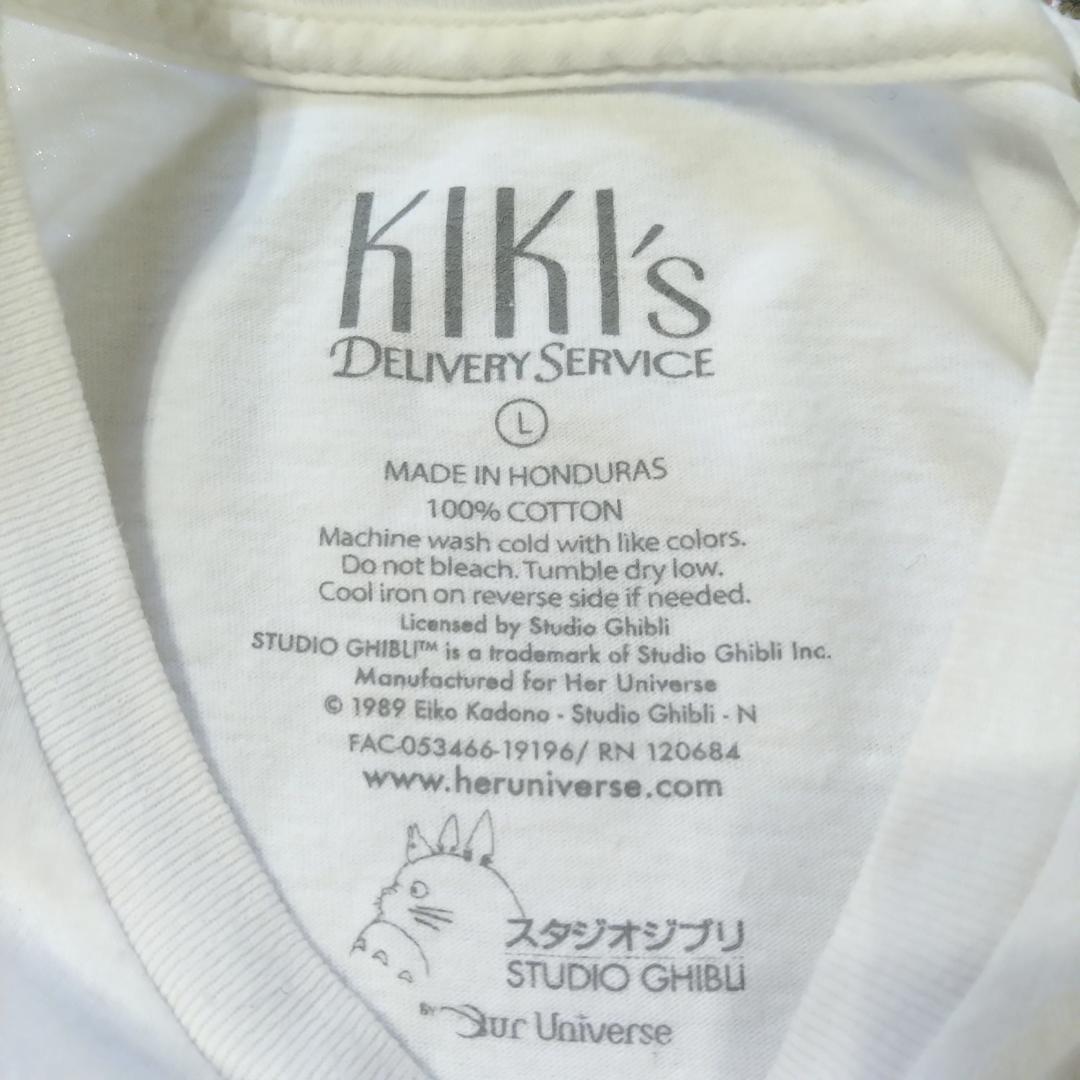 KIKI's
DELIVERY SERVICE
L
MADE IN HONDURAS
100% COTTON
Machine wash cold with like colors.
Do not bleach. Tumble dry low.
Cool iron on reverse side if needed.
Licensed by Studio Ghibli
STUDIO GHIBLI™ is a trademark of Studio Ghibli Inc.
Manufactured for Her Universe
© 1989 Eiko Kadono - Studio Ghibli - N
FAC-053466-19196/ RN 120684
www.heruniverse.com
スタジオジブリ
STUDIO GHIBLI
BY Our Universe